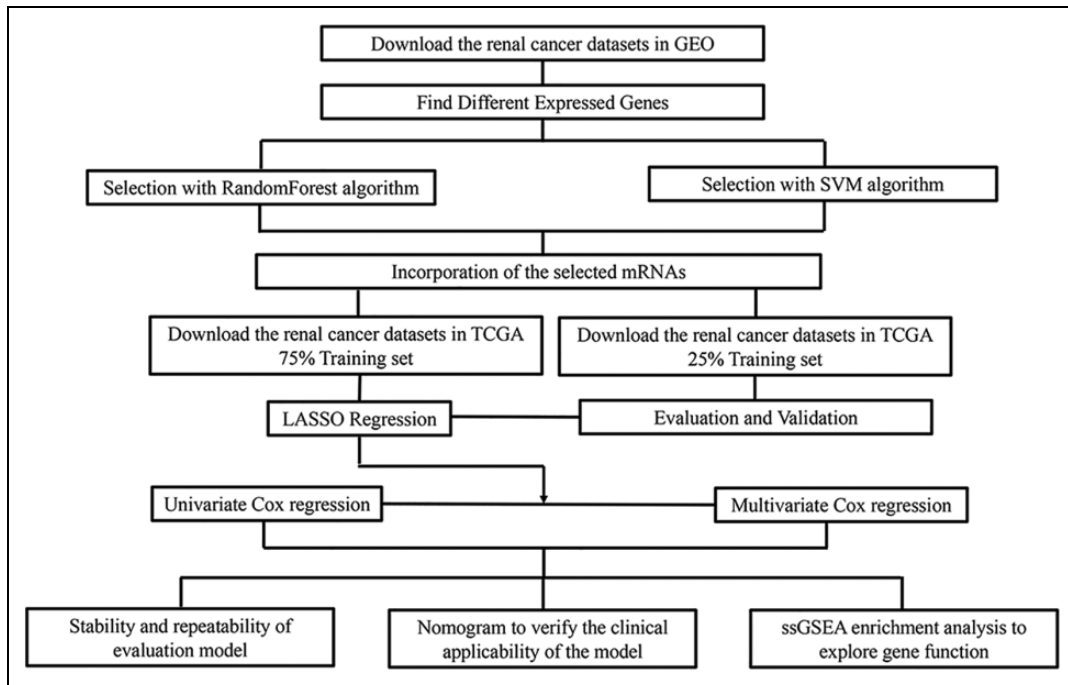 Download the renal cancer datasets in GEO
Find Different Expressed Genes
Selection with RandomForest algorithm
Selection with SVM algorithm
Incorporation of the selected mRNAs
Download the renal cancer datasets in TCGA
75% Training set
Download the renal cancer datasets in TCGA
25% Training set
LASSO Regression
Evaluation and Validation
Univariate Cox regression
Multivariate Cox regression
Stability and repeatability of
evaluation model
Nomogram to verify the clinical
applicability of the model
ssGSEA enrichment analysis to
explore gene function